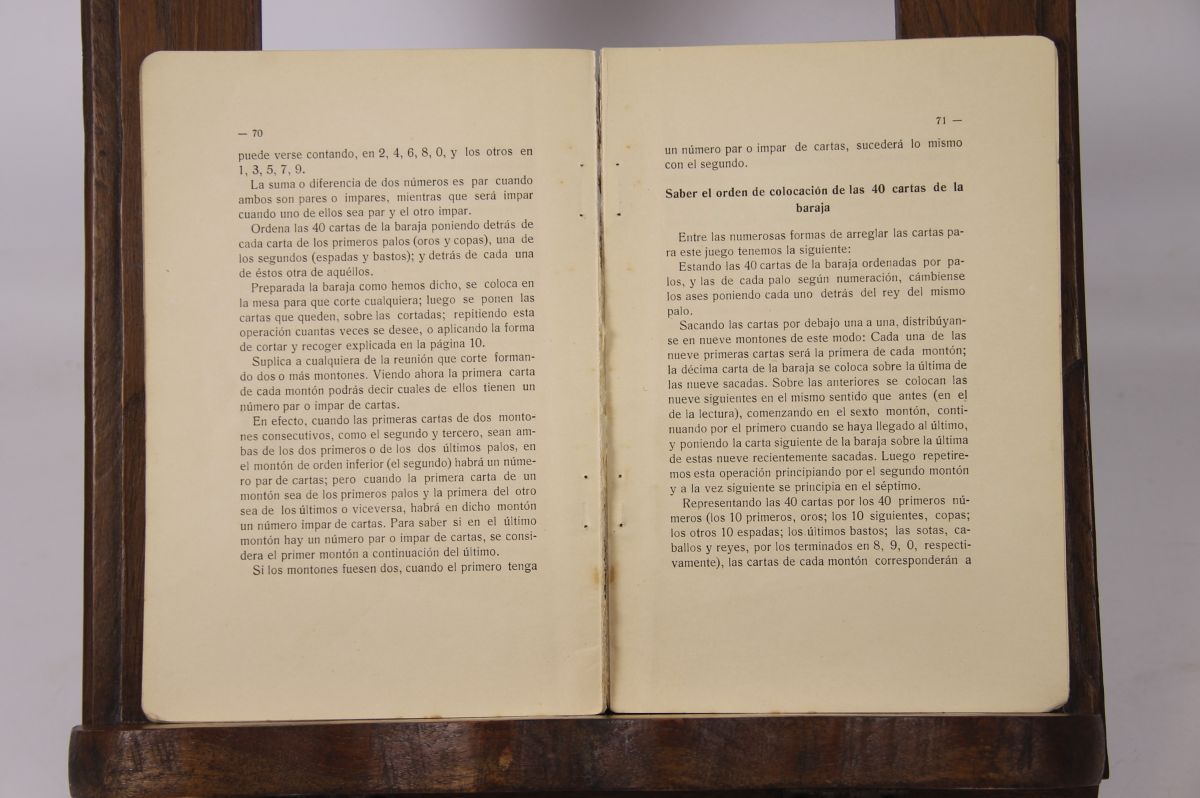 — 70
puede verse contando, en 2, 4, 6, 8, 0, y los otros en
1, 3, 5, 7, 9.
La suma o diferencia de dos números es par cuando
ambos son pares o impares, mientras que será impar
cuando uno de ellos sea par y el otro impar.
Ordena las 40 cartas de la baraja poniendo detrás de
cada carta de los primeros palos (oros y copas), una de
los segundos (espadas y bastos); y detrás de cada una
de éstos otra de aquéllos.
Preparada la baraja como hemos dicho, se coloca en
la mesa para que corte cualquiera; luego se ponen las
cartas que queden, sobre las cortadas; repitiendo esta
operación cuantas veces se desee, o aplicando la forma
de cortar y recoger explicada en la página 10.
Suplica a cualquiera de la reunión que corte forman-
do dos o más montones. Viendo ahora la primera carta
de cada montón podrás decir cuales de ellos tienen un
número par o impar de cartas.
En efecto, cuando las primeras cartas de dos monto-
nes consecutivos, como el segundo y tercero, sean am-
bas de los dos primeros o de los dos últimos palos, en
el montón de orden inferior (el segundo) habrá un núme-
ro par de cartas; pero cuando la primera carta de un
montón sea de los primeros palos y la primera del otro
sea de los últimos o viceversa, habrá en dicho montón
un número impar de cartas. Para saber si en el último
montón hay un número par o impar de cartas, se consi-
dera el primer montón a continuación del último.
Si los montones fuesen dos, cuando el primero tenga
71 —
un número par o impar de cartas, sucederá lo mismo
con el segundo.
Saber el orden de colocación de las 40 cartas de la
baraja
Entre las numerosas formas de arreglar las cartas pa-
ra este juego tenemos la siguiente:
Estando las 40 cartas de la baraja ordenadas por pa-
los, y las de cada palo según numeración, cámbiense
los ases poniendo cada uno detrás del rey del mismo
palo.
Sacando las cartas por debajo una a una, distribúyan-
se en nueve montones de este modo: Cada una de las
nueve primeras cartas será la primera de cada montón;
la décima carta de la baraja se coloca sobre la última de
las nueve sacadas. Sobre las anteriores se colocan las
nueve siguientes en el mismo sentido que antes (en el
de la lectura), comenzando en el sexto montón, conti-
nuando por el primero cuando se haya llegado al último,
y poniendo la carta siguiente de la baraja sobre la última
de estas nueve recientemente sacadas. Luego repetire-
mos esta operación principiando por el segundo montón
y a la vez siguiente se principia en el séptimo.
Representando las 40 cartas por los 40 primeros nú-
meros (los 10 primeros, oros; los 10 siguientes, copas;
los otros 10 espadas; los últimos bastos; las sotas, ca-
ballos y reyes, por los terminados en 8, 9, 0, respecti-
vamente), las cartas de cada montón corresponderán a